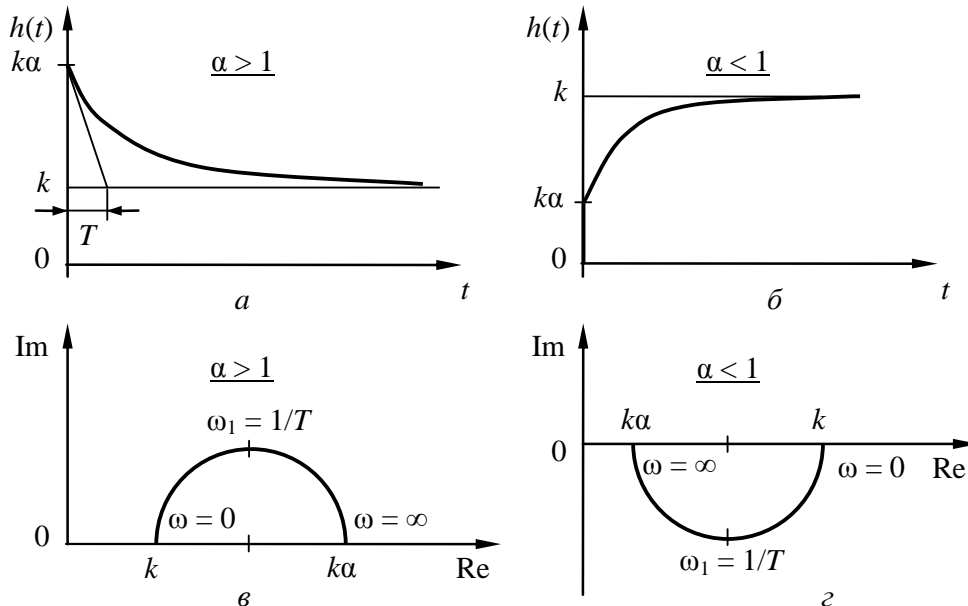 h(t)
kα
α > 1
k
T
0
t
а
h(t)
α < 1
k
kα
0
t
б
Im
α > 1
ω₁ = 1/T
ω = 0
ω = ∞
0
k
kα
Re
в
Im
α < 1
kα
k
0
ω = ∞
ω = 0
Re
ω₁ = 1/T
г